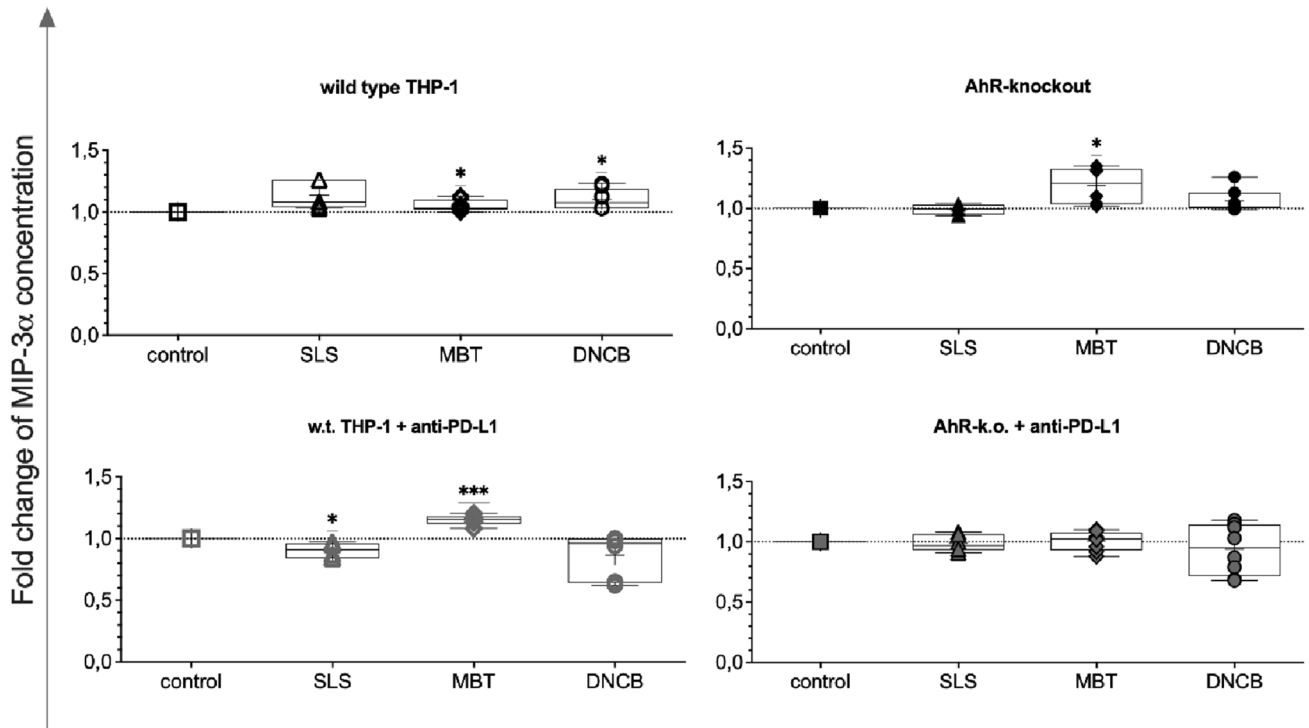 Fold change of MIP-3α concentration
wild type THP-1
1,5
1,0
0,5
0,0
*
*
control SLS MBT DNCB
AhR-knockout
1,5
1,0
0,5
0,0
*
control SLS MBT DNCB
w.t. THP-1 + anti-PD-L1
1,5
1,0
0,5
0,0
*
***
control SLS MBT DNCB
AhR-k.o. + anti-PD-L1
1,5
1,0
0,5
0,0
control SLS MBT DNCB